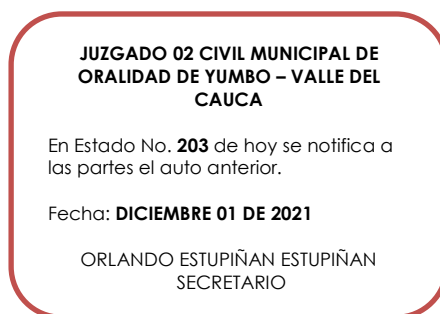 JUZGADO 02 CIVIL MUNICIPAL DE
ORALIDAD DE YUMBO – VALLE DEL
CAUCA
En Estado No. 203 de hoy se notifica a
las partes el auto anterior.
Fecha: DICIEMBRE 01 DE 2021
ORLANDO ESTUPIÑAN ESTUPIÑAN
SECRETARIO